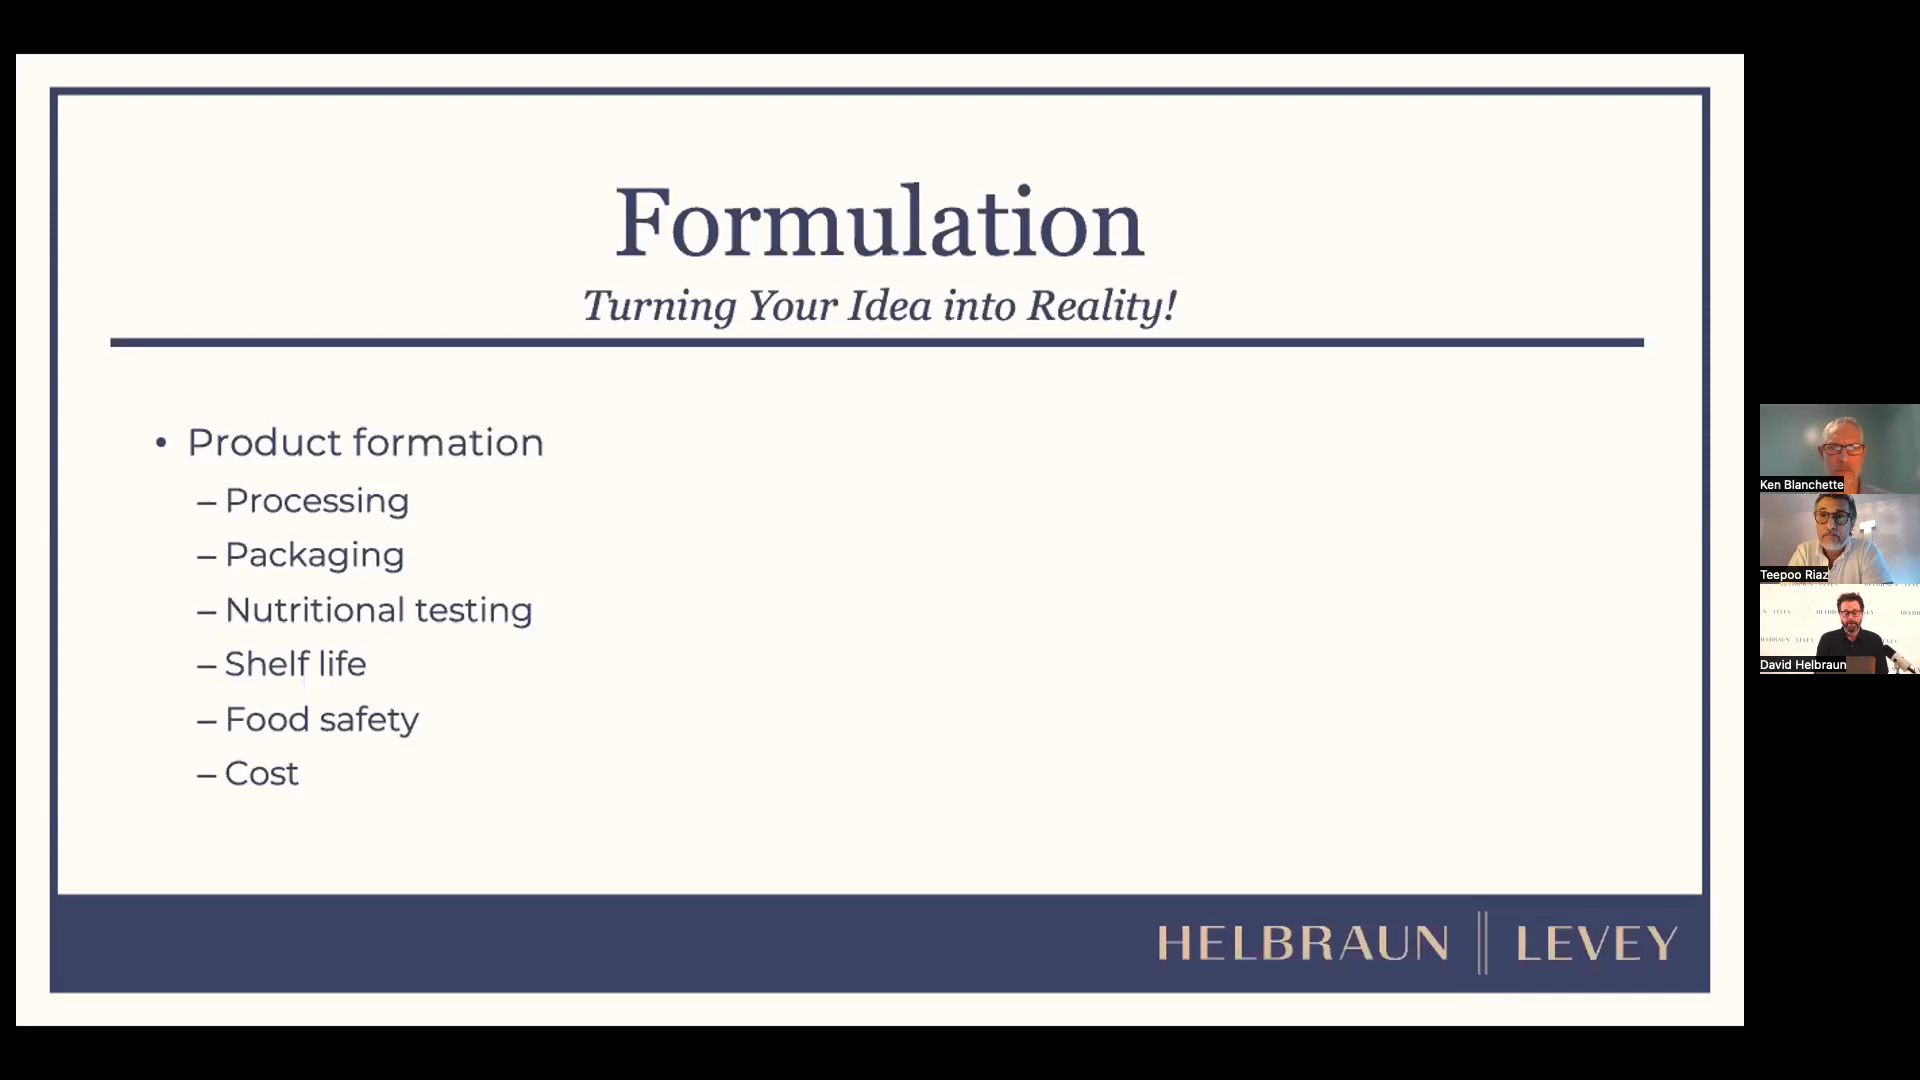 Formulation
Turning Your Idea into Reality!
• Product formation
– Processing
– Packaging
– Nutritional testing
– Shelf life
– Food safety
– Cost
HELBRAUN || LEVEY
Ken Blanchette
Teepoo Riaz
David Helbraun